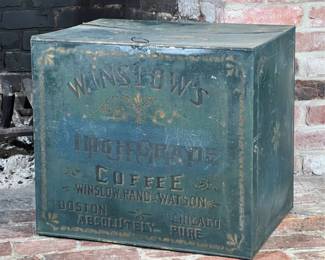 WINSLOW'S
HIGH GRADE
COFFEE
WINSLOW, RAND & WATSON
BOSTON CHICAGO
ABSOLUTELY PURE